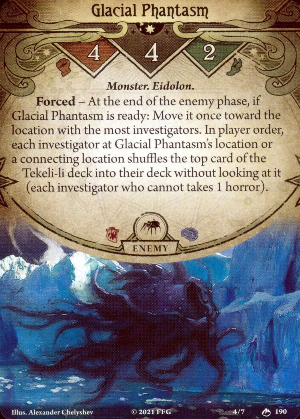 Glacial Phantasm
4 4 2
Monster. Eidolon.
Forced – At the end of the enemy phase, if
Glacial Phantasm is ready: Move it once toward the
location with the most investigators. In player order,
each investigator at Glacial Phantasm's location or
a connecting location shuffles the top card of the
Tekeli-li deck into their deck without looking at it
(each investigator who cannot takes 1 horror).
ENEMY
Illus. Alexander Chelyshev © 2021 FFG 4/7 190